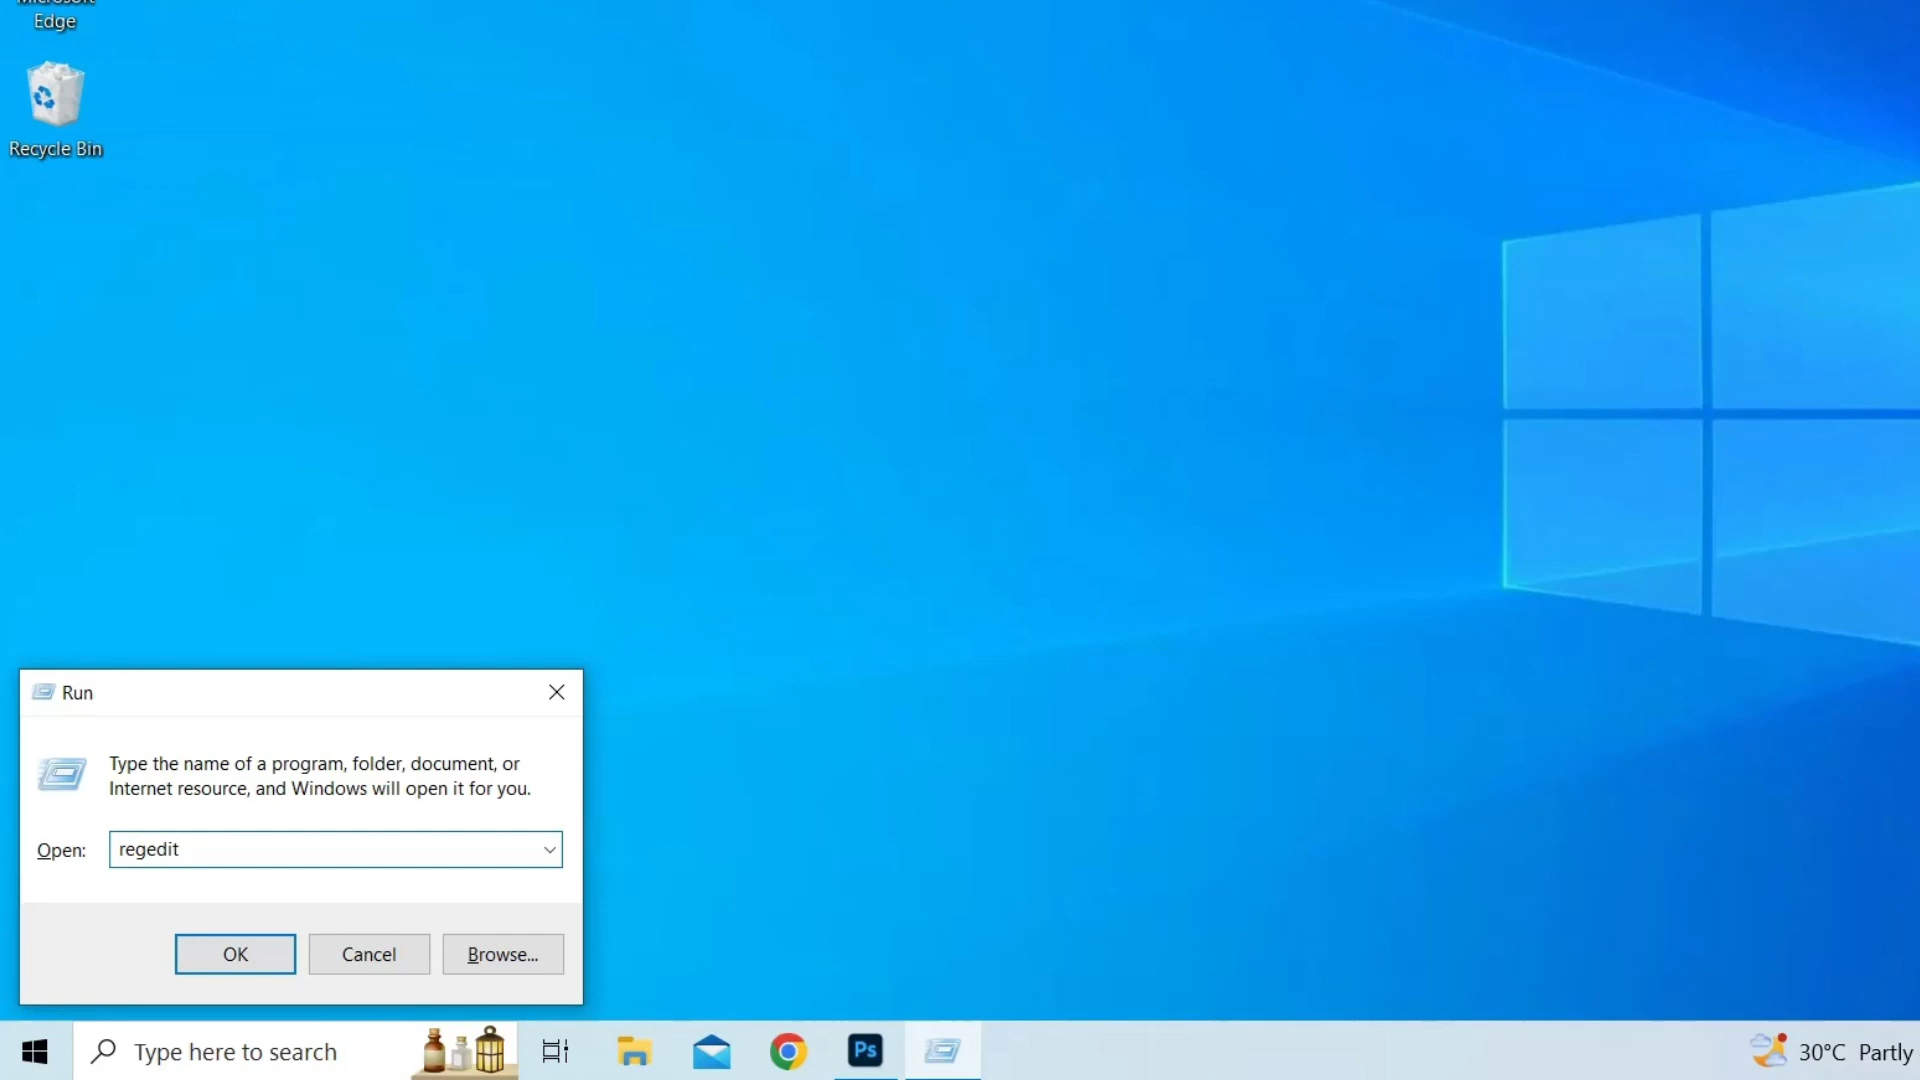 Edge
Recycle Bin
Run
Type the name of a program, folder, document, or
Internet resource, and Windows will open it for you.
Open:
regedit
OK
Cancel
Browse...
Type here to search
Ps
30°C Partly